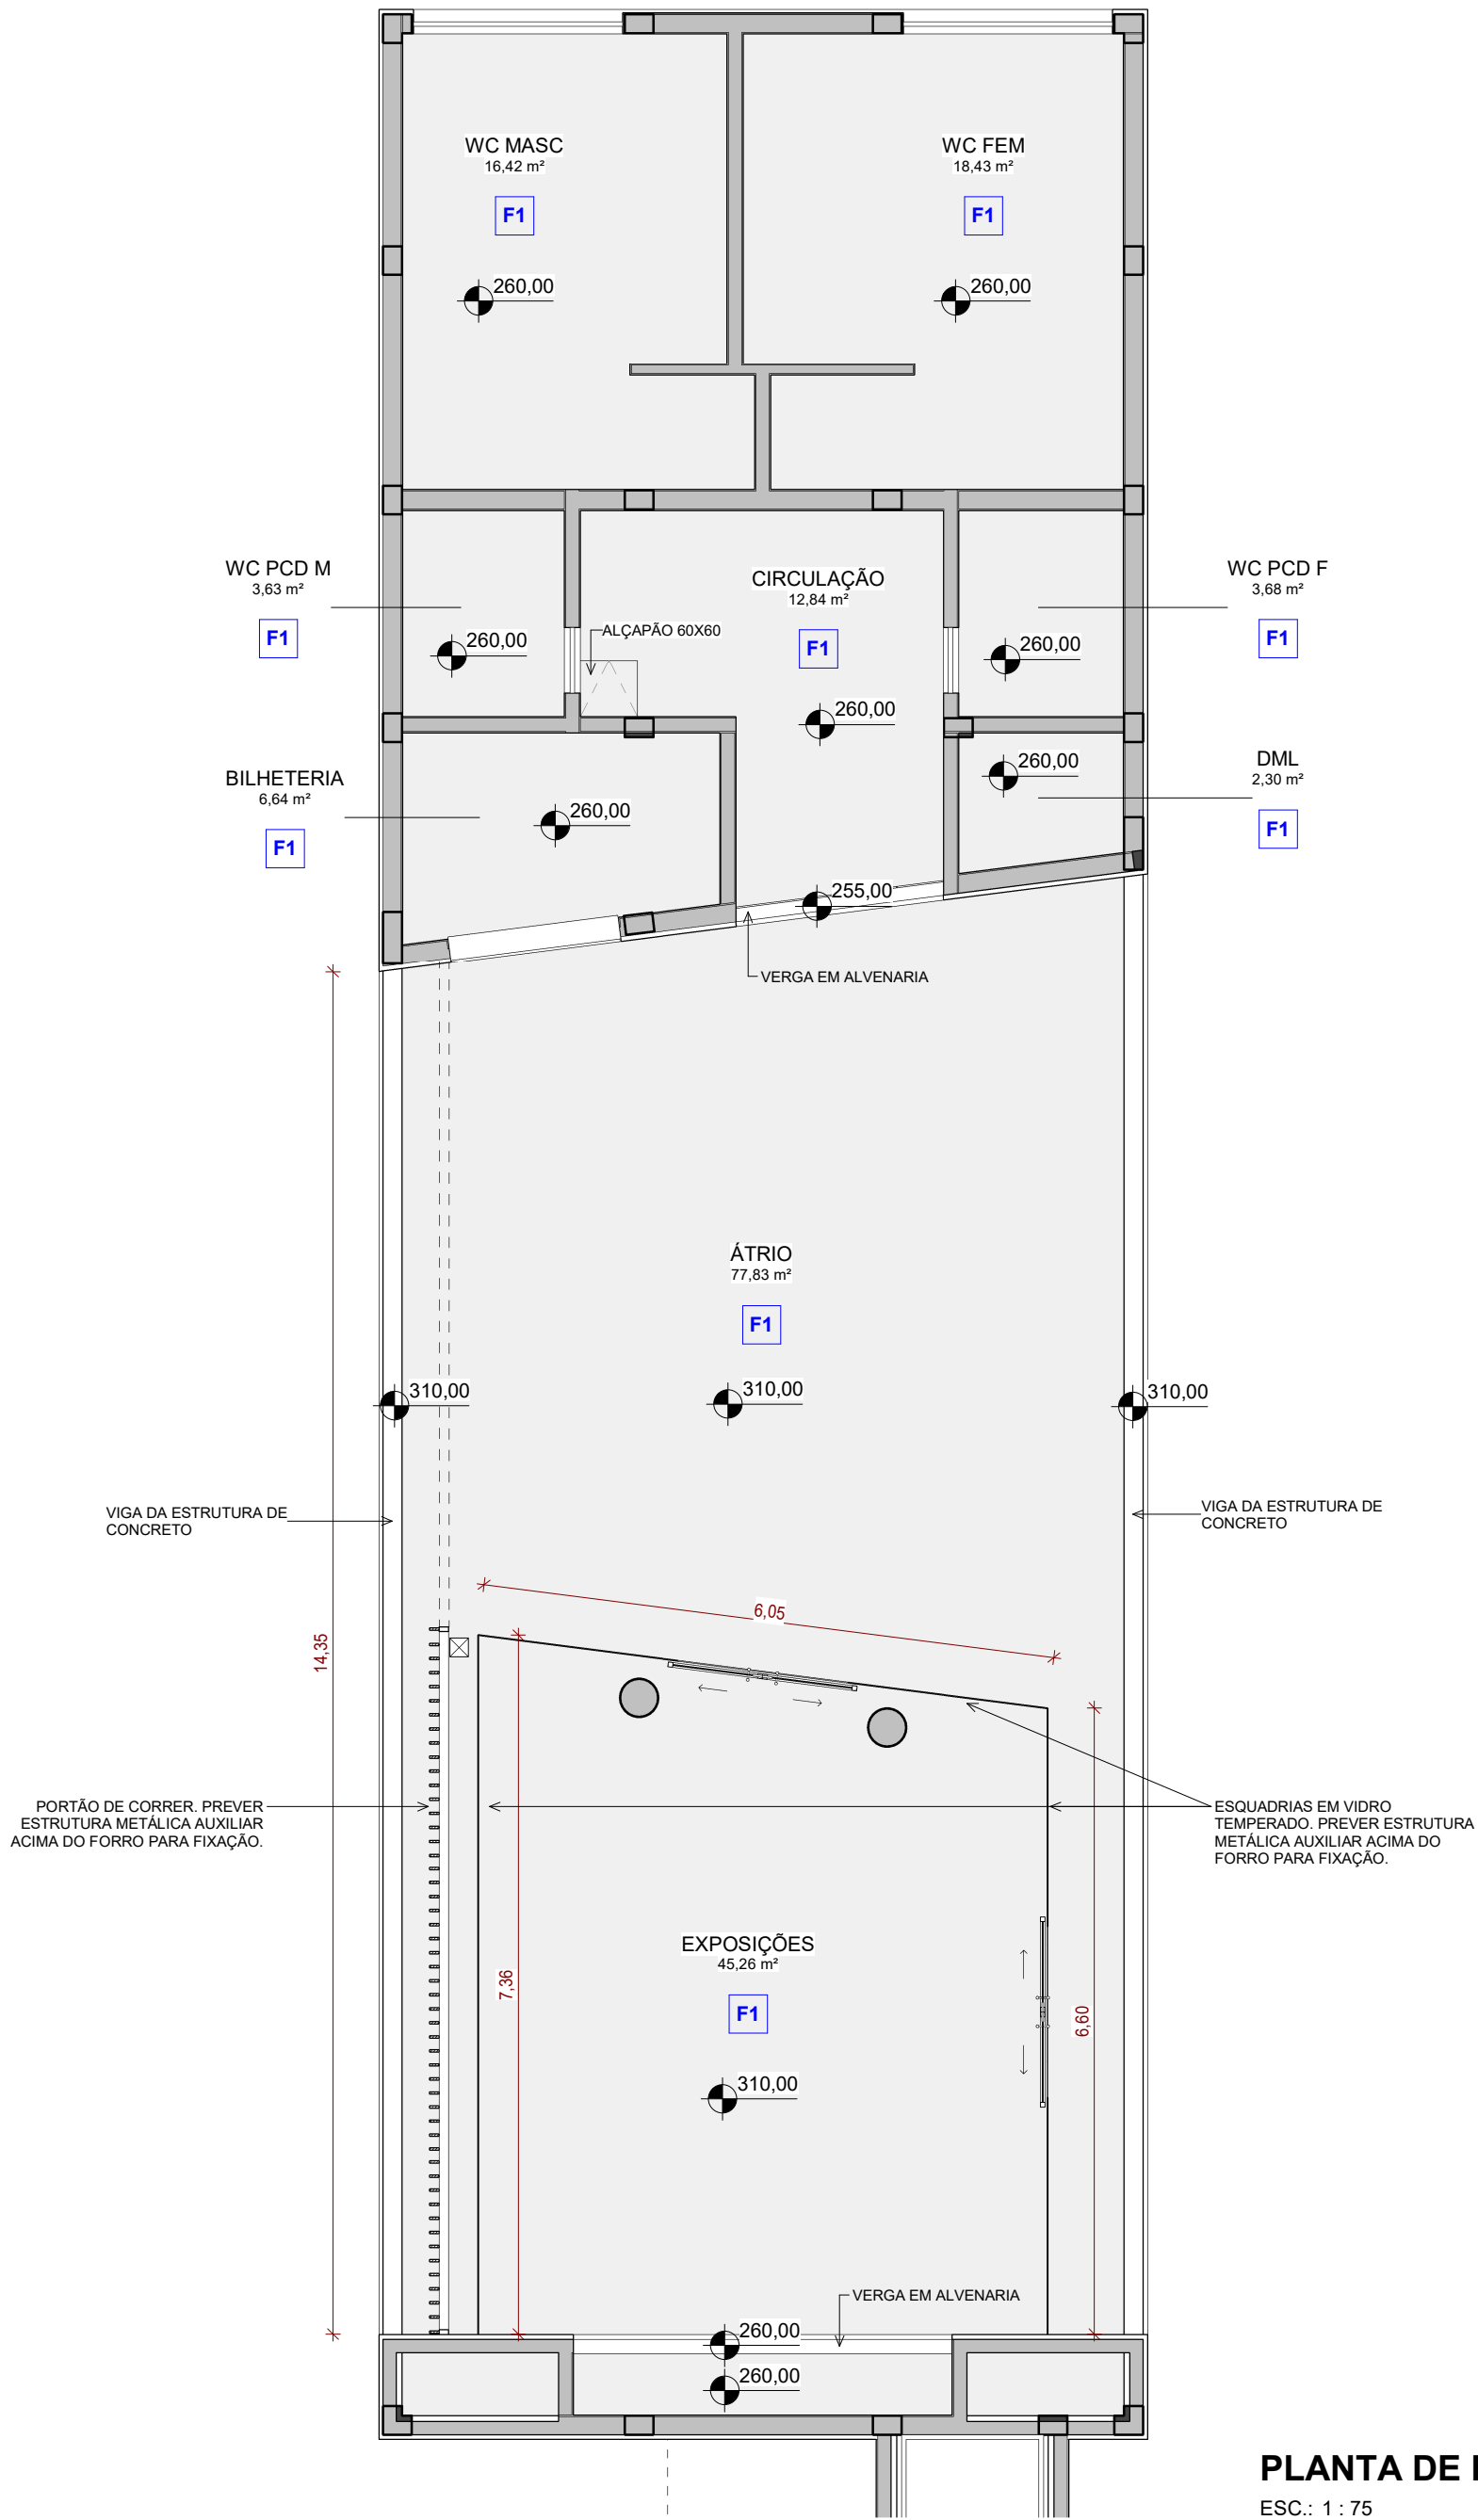 WC MASC
16,42 m²
F1
260,00
WC FEM
18,43 m²
F1
260,00
WC PCD M
3,63 m²
F1
260,00
ALÇAPÃO 60X60
CIRCULAÇÃO
12,84 m²
F1
260,00
WC PCD F
3,68 m²
F1
260,00
BILHETERIA
6,64 m²
F1
260,00
DML
2,30 m²
F1
260,00
255,00
VERGA EM ALVENARIA
ÁTRIO
77,83 m²
F1
310,00
310,00
310,00
VIGA DA ESTRUTURA DE
CONCRETO
VIGA DA ESTRUTURA DE
CONCRETO
14,35
6,05
PORTÃO DE CORRER. PREVER
ESTRUTURA METÁLICA AUXILIAR
ACIMA DO FORRO PARA FIXAÇÃO.
ESQUADRIAS EM VIDRO
TEMPERADO. PREVER ESTRUTURA
METÁLICA AUXILIAR ACIMA DO
FORRO PARA FIXAÇÃO.
7,36
EXPOSIÇÕES
45,26 m²
F1
310,00
6,60
VERGA EM ALVENARIA
260,00
260,00
PLANTA DE
ESC.: 1 : 75